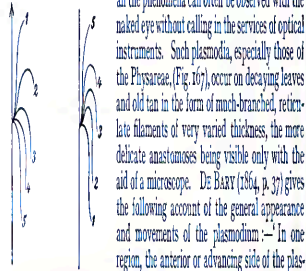 all the phenomena can often be observed with the
naked eye without calling in the services of optical
instruments. Such plasmodia, especially those of
the Physareae, (Fig. 167), occur on decaying leaves
and old tan in the form of much-branched, reticu-
late filaments of very varied thickness, the more
delicate anastomoses being visible only with the
aid of a microscope. DE BARY (1864, p. 37) gives
the following account of the general appearance
and movements of the plasmodium :—' In one
region, the anterior or advancing side of the plas-
1
2
3
4
5
5
4
3
2
1